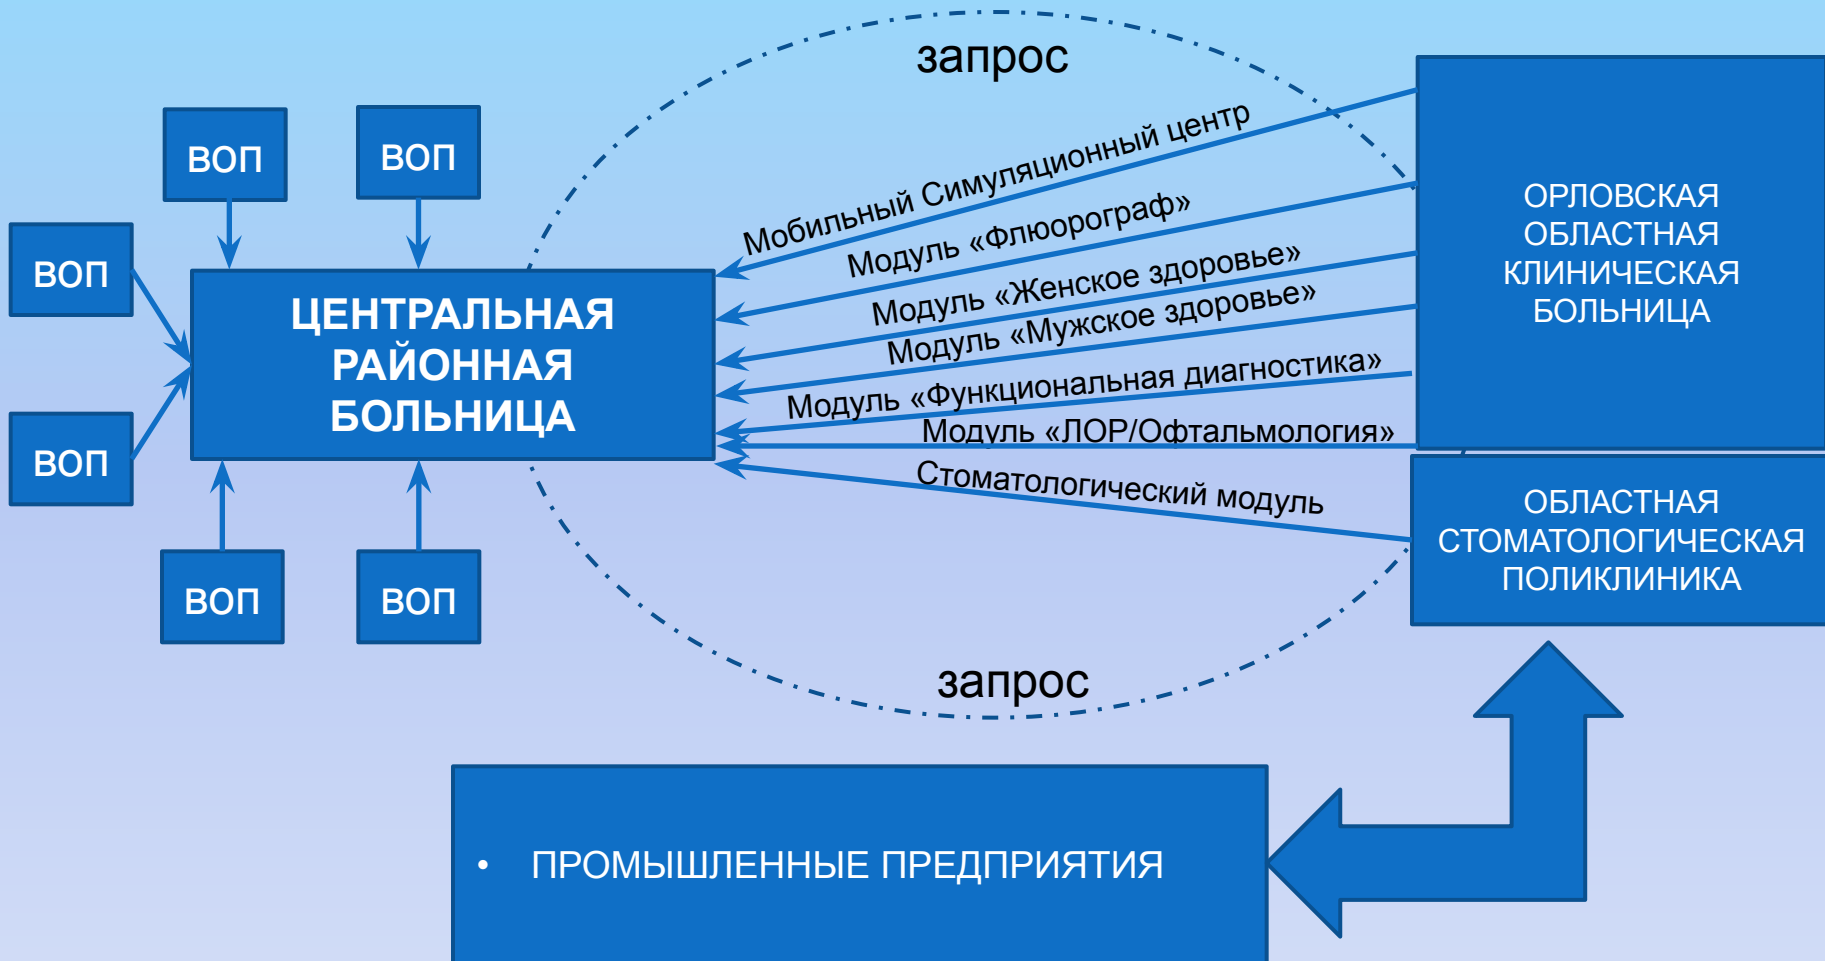 запрос
ВОП
ВОП
ВОП
ВОП
ВОП
ВОП
ЦЕНТРАЛЬНАЯ
РАЙОННАЯ
БОЛЬНИЦА
Мобильный Симуляционный центр
Модуль «Флюорограф»
Модуль «Женское здоровье»
Модуль «Мужское здоровье»
Модуль «Функциональная диагностика»
Модуль «ЛОР/Офтальмология»
Стоматологический модуль
ОРЛОВСКАЯ
ОБЛАСТНАЯ
КЛИНИЧЕСКАЯ
БОЛЬНИЦА
ОБЛАСТНАЯ
СТОМАТОЛОГИЧЕСКАЯ
ПОЛИКЛИНИКА
запрос
• ПРОМЫШЛЕННЫЕ ПРЕДПРИЯТИЯ